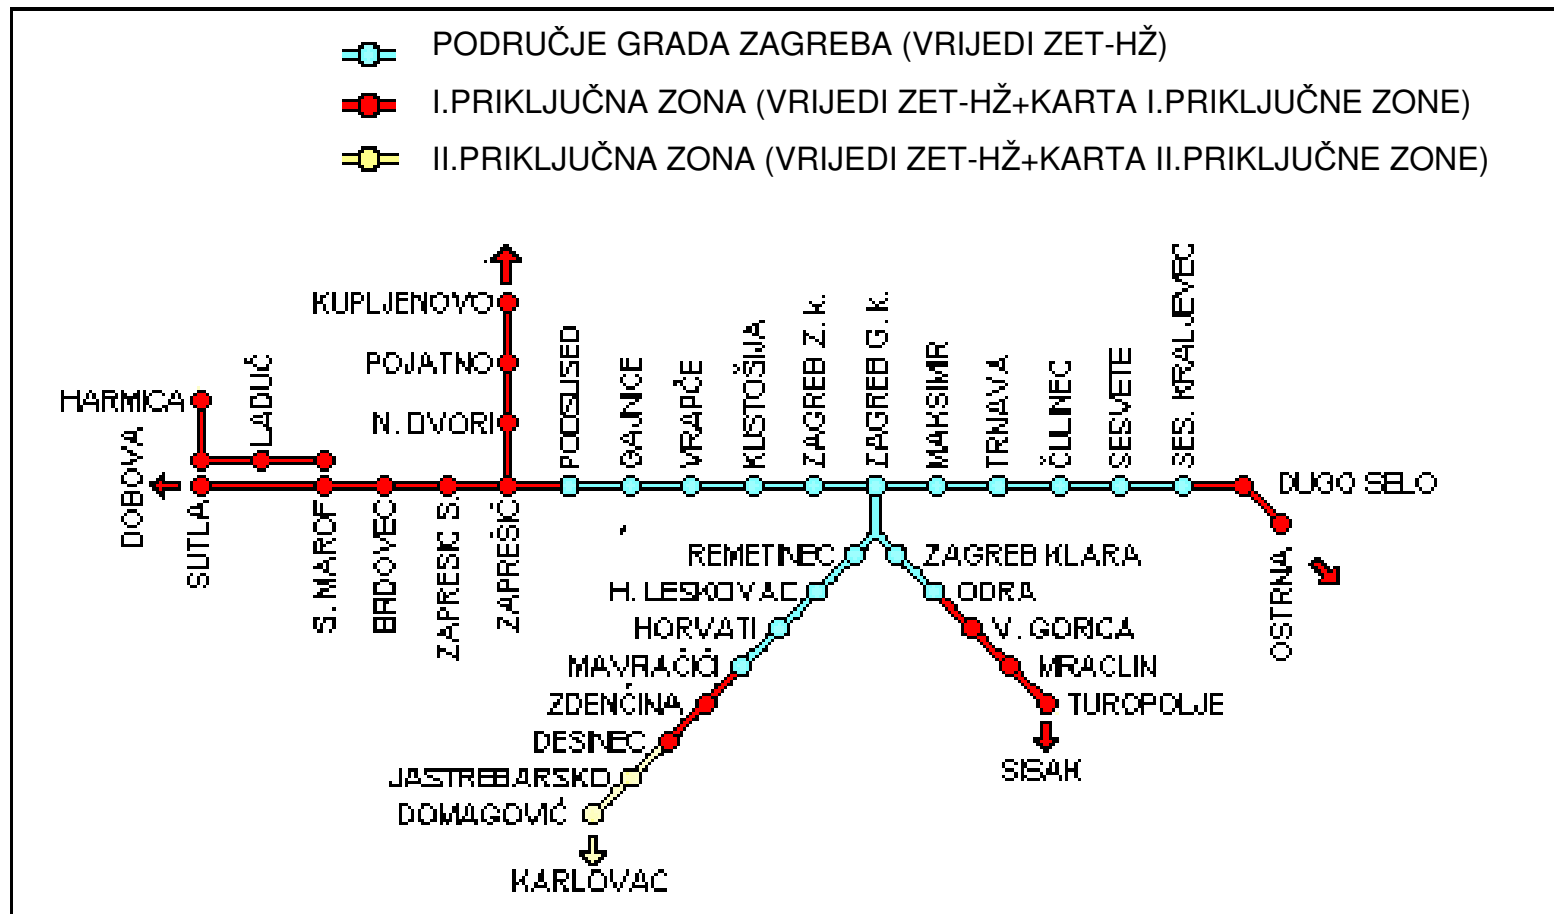 PODRUČJE GRADA ZAGREBA (VRIJEDI ZET-HŽ)
I.PRIKLJUČNA ZONA (VRIJEDI ZET-HŽ+KARTA I.PRIKLJUČNE ZONE)
II.PRIKLJUČNA ZONA (VRIJEDI ZET-HŽ+KARTA II.PRIKLJUČNE ZONE)
KUPLJENOVO
POJATNO
N. DVORI
HARMICA
LADUČ
DOBOVA
SUTLA
S. MAROF
BRDOVEC
ZAPRESIC S.
ZAPREŠIĆ
PODSUSED
GAJNICE
VRAPČE
KUSTOŠIJA
ZAGREB Z. k.
ZAGREB G. k.
MAKSIMIR
TRNAVA
ČULINEC
SESVETE
SES. KRALJEVEC
DUGO SELO
OSTRNA
REMETINEC
H. LESKOVAC
HORVATI
MAVRAČIĆI
ZDENČINA
DESINEC
JASTREBARSKO
DOMAGOVIĆ
KARLOVAC
ZAGREB KLARA
ODRA
V. GORICA
MRACLIN
TUROPOLJE
SISAK